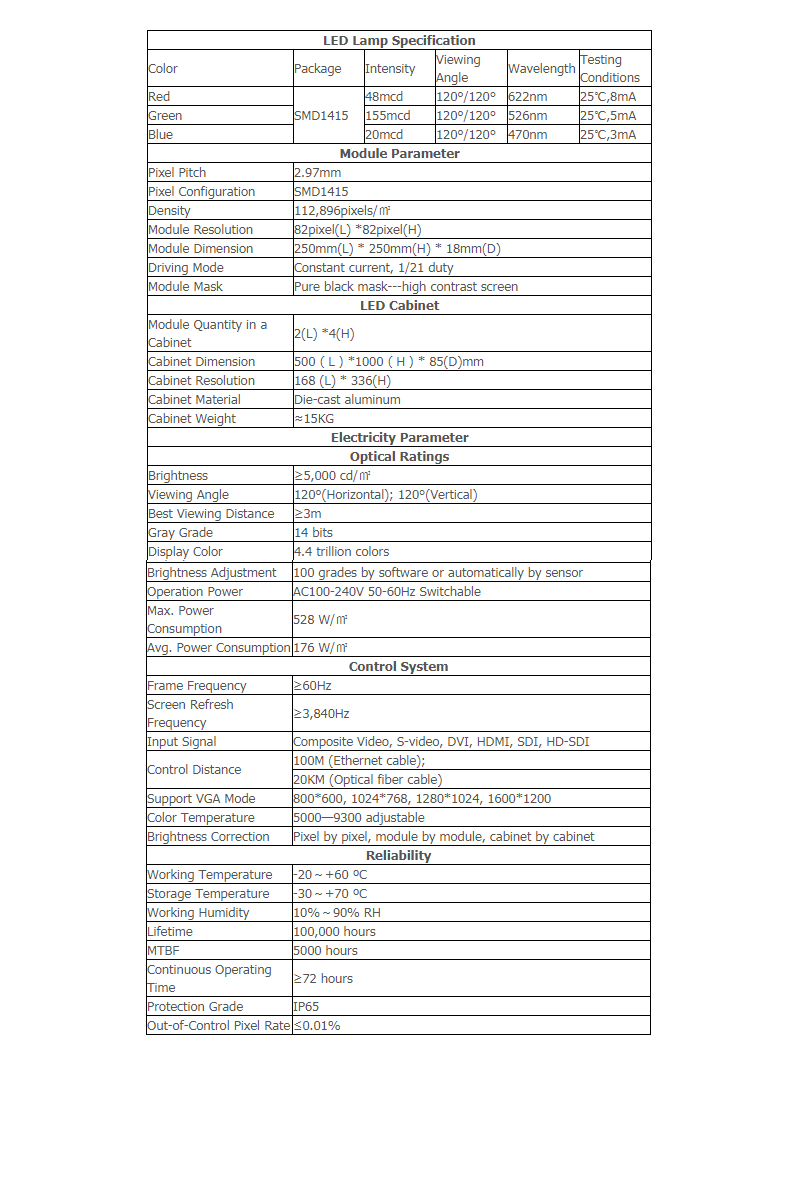 LED Lamp Specification
Color Package Intensity Viewing Angle Wavelength Testing Conditions
Red SMD1415 48mcd 120°/120° 622nm 25℃,8mA
Green 155mcd 120°/120° 526nm 25℃,5mA
Blue 20mcd 120°/120° 470nm 25℃,3mA
Module Parameter
Pixel Pitch 2.97mm
Pixel Configuration SMD1415
Density 112,896pixels/㎡
Module Resolution 82pixel(L) *82pixel(H)
Module Dimension 250mm(L) * 250mm(H) * 18mm(D)
Driving Mode Constant current, 1/21 duty
Module Mask Pure black mask---high contrast screen
LED Cabinet
Module Quantity in a Cabinet 2(L) *4(H)
Cabinet Dimension 500 ( L ) *1000 ( H ) * 85(D)mm
Cabinet Resolution 168 (L) * 336(H)
Cabinet Material Die-cast aluminum
Cabinet Weight ≈15KG
Electricity Parameter
Optical Ratings
Brightness ≥5,000 cd/㎡
Viewing Angle 120°(Horizontal); 120°(Vertical)
Best Viewing Distance ≥3m
Gray Grade 14 bits
Display Color 4.4 trillion colors
Brightness Adjustment 100 grades by software or automatically by sensor
Operation Power AC100-240V 50-60Hz Switchable
Max. Power Consumption 528 W/㎡
Avg. Power Consumption 176 W/㎡
Control System
Frame Frequency ≥60Hz
Screen Refresh Frequency ≥3,840Hz
Input Signal Composite Video, S-video, DVI, HDMI, SDI, HD-SDI
Control Distance 100M (Ethernet cable);
20KM (Optical fiber cable)
Support VGA Mode 800*600, 1024*768, 1280*1024, 1600*1200
Color Temperature 5000—9300 adjustable
Brightness Correction Pixel by pixel, module by module, cabinet by cabinet
Reliability
Working Temperature -20～+60 ºC
Storage Temperature -30～+70 ºC
Working Humidity 10%～90% RH
Lifetime 100,000 hours
MTBF 5000 hours
Continuous Operating Time ≥72 hours
Protection Grade IP65
Out-of-Control Pixel Rate ≤0.01%